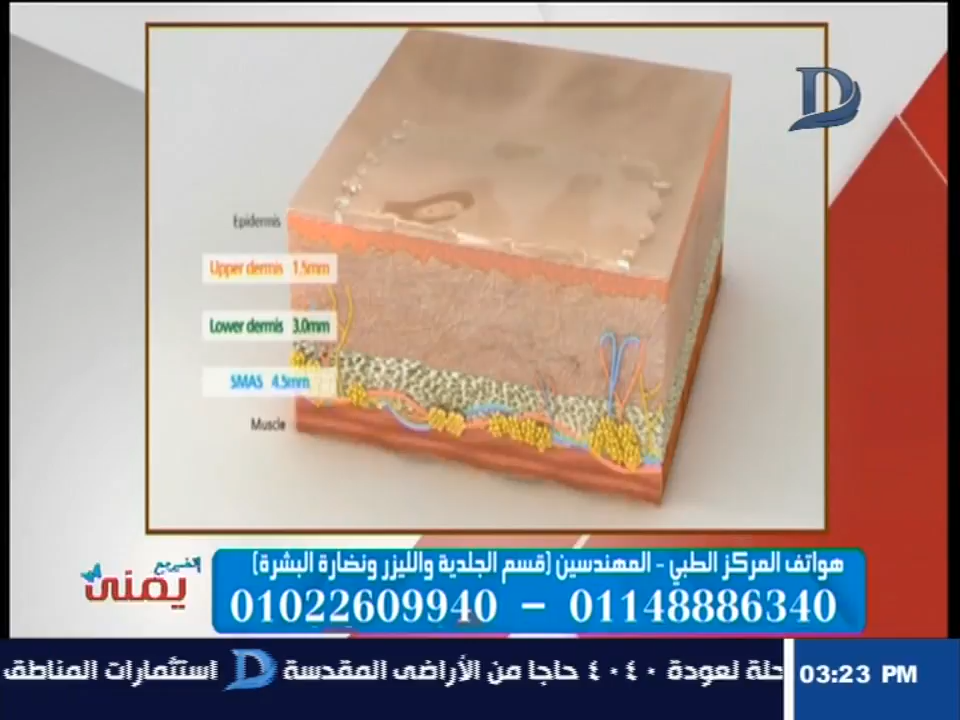 Epidermis
Upper dermis 1.5mm
Lower dermis 3.0mm
SMAS 4.5mm
Muscle
هواتف المركز الطبي - المهندسين (قسم الجلدية والليزر ونضارة البشرة)
01022609940 – 01148886340
يمنى
حلة لعودة ٤٠٤٠ حاجا من الأراضى المقدسة D استثمارات المناطق
03:23 PM